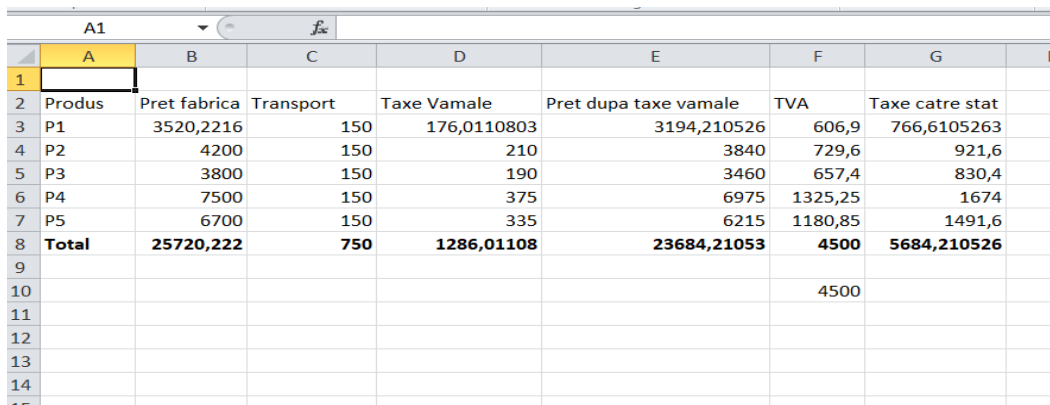 A1 fx
A B C D E F G
1
2 Produs Pret fabrica Transport Taxe Vamale Pret dupa taxe vamale TVA Taxe catre stat
3 P1 3520,2216 150 176,0110803 3194,210526 606,9 766,6105263
4 P2 4200 150 210 3840 729,6 921,6
5 P3 3800 150 190 3460 657,4 830,4
6 P4 7500 150 375 6975 1325,25 1674
7 P5 6700 150 335 6215 1180,85 1491,6
8 Total 25720,222 750 1286,01108 23684,21053 4500 5684,210526
9
10 4500
11
12
13
14